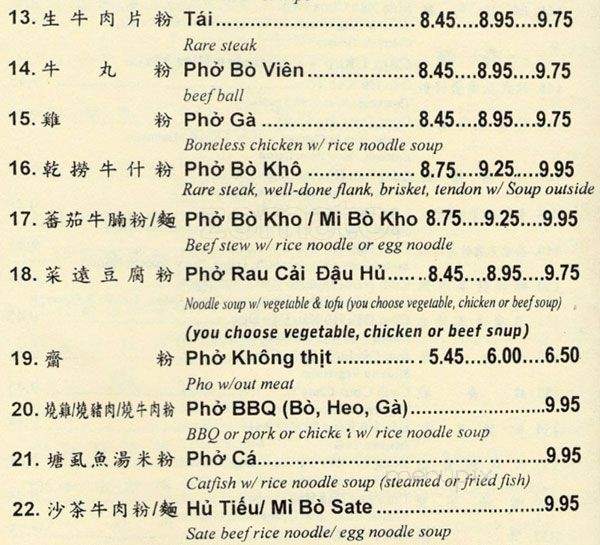 13. 生牛肉片粉 Tái 8.45....8.95....9.75
Rare steak
14. 牛丸粉 Phở Bò Viên 8.45....8.95....9.75
beef ball
15. 雞粉 Phở Gà 8.45....8.95....9.75
Boneless chicken w/ rice noodle soup
16. 乾撈牛什粉 Phở Bò Khô 8.75....9.25....9.95
Rare steak, well-done flank, brisket, tendon w/ Soup outside
17. 蕃茄牛腩粉/麵 Phở Bò Kho / Mi Bò Kho 8.75....9.25....9.95
Beef stew w/ rice noodle or egg noodle
18. 菜遠豆腐粉 Phở Rau Cải Đậu Hủ 8.45....8.95....9.75
Noodle soup w/ vegetable & tofu (you choose vegetable, chicken or beef soup)
(you choose vegetable, chicken or beef soup)
19. 齋粉 Phở Không thịt 5.45....6.00....6.50
Pho w/out meat
20. 燒雞/燒豬肉/燒牛肉粉 Phở BBQ (Bò, Heo, Gà) 9.95
BBQ or pork or chicken w/ rice noodle soup
21. 塘虱魚湯米粉 Phở Cá 9.95
Catfish w/ rice noodle soup (steamed or fried fish)
22. 沙茶牛肉粉/麵 Hủ Tiếu/ Mì Bò Sate 9.95
Sate beef rice noodle/ egg noodle soup